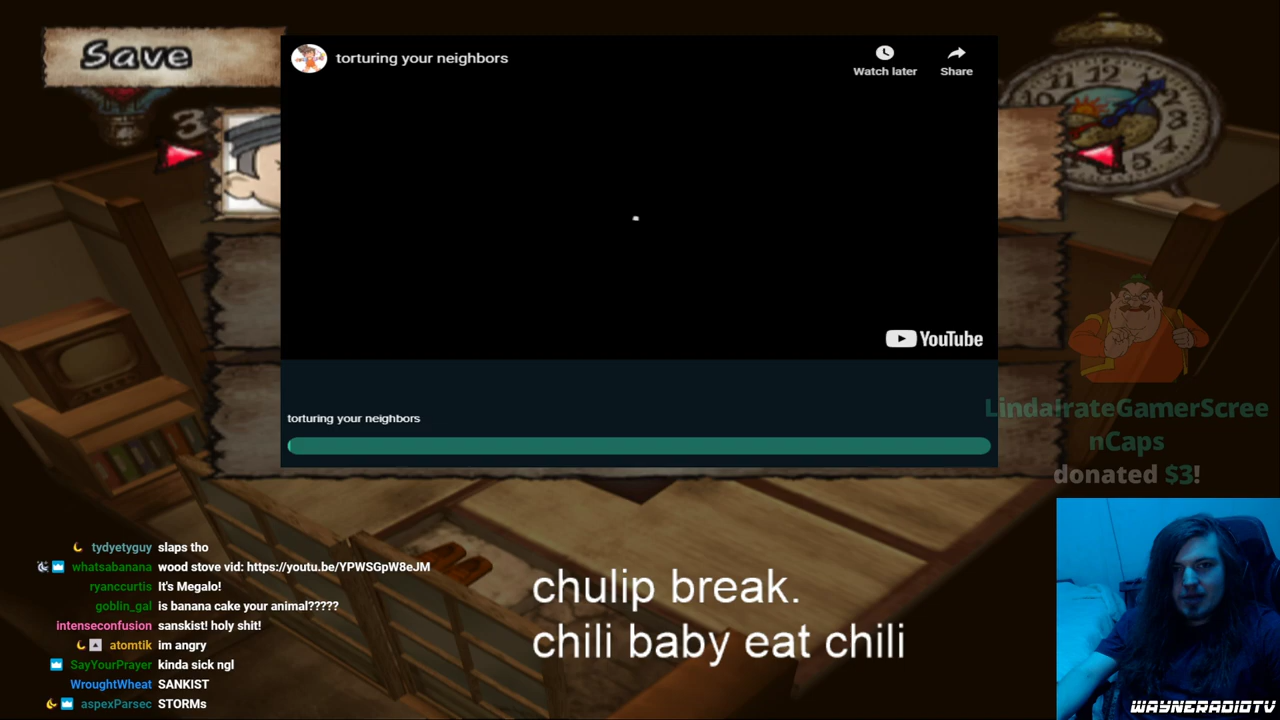 Save
torturing your neighbors
Watch later
Share
3
YouTube
torturing your neighbors
LindaIrateGamerScree
nCaps
donated $3!
tydyetyguy slaps tho
whatsabanana wood stove vid: https://youtu.be/YPWSGpW8eJM
ryanccurtis It's Megalo!
goblin_gal is banana cake your animal?????
intenseconfusion sanskist! holy shit!
atomtik im angry
SayYourPrayer kinda sick ngl
WroughtWheat SANKIST
aspexParsec STORMs
chulip break.
chili baby eat chili
WAYNERADIOTV